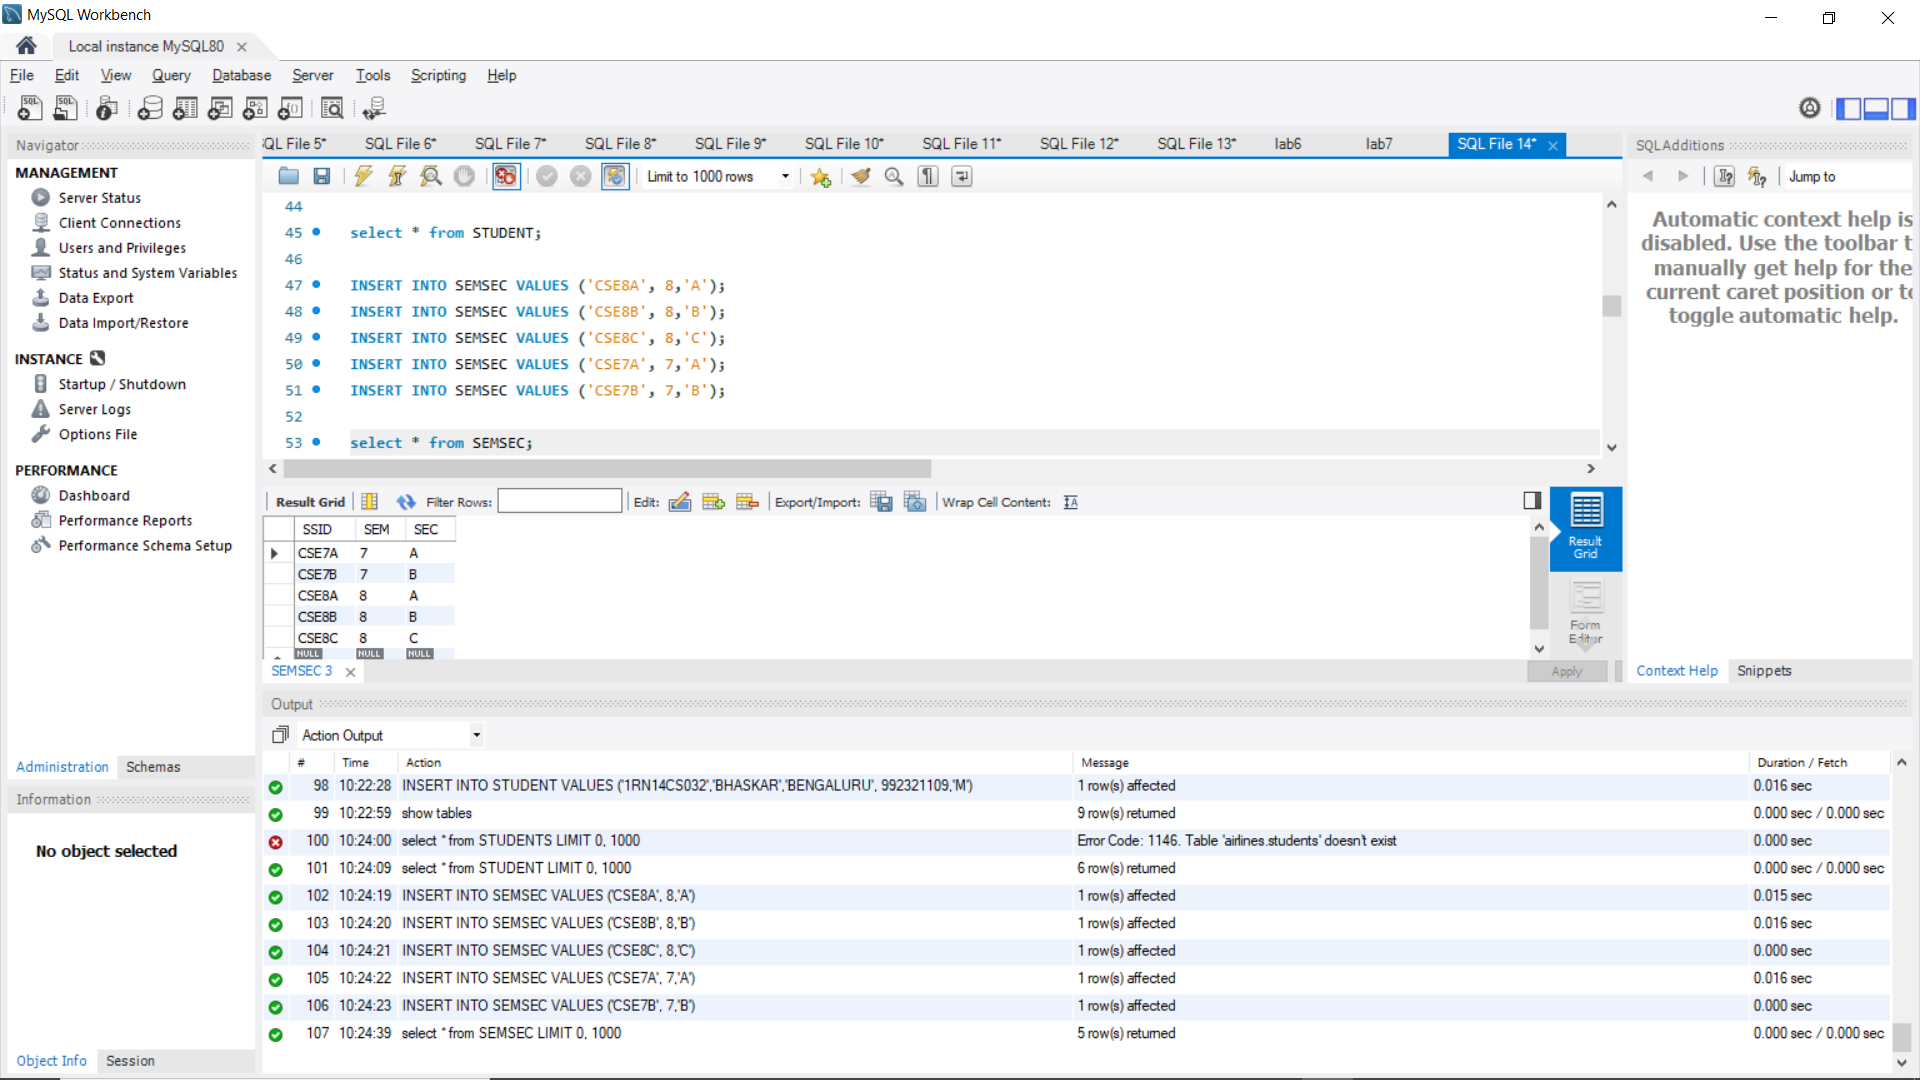 MySQL Workbench
Local instance MySQL80
File Edit View Query Database Server Tools Scripting Help
Navigator
MANAGEMENT
Server Status
Client Connections
Users and Privileges
Status and System Variables
Data Export
Data Import/Restore
INSTANCE
Startup / Shutdown
Server Logs
Options File
PERFORMANCE
Dashboard
Performance Reports
Performance Schema Setup
Administration Schemas
Information
No object selected
Object Info Session
SQL File 5* SQL File 6* SQL File 7* SQL File 8* SQL File 9* SQL File 10* SQL File 11* SQL File 12* SQL File 13* lab6 lab7 SQL File 14*
Limit to 1000 rows
44
45 select * from STUDENT;
46
47 INSERT INTO SEMSEC VALUES ('CSE8A', 8,'A');
48 INSERT INTO SEMSEC VALUES ('CSE8B', 8,'B');
49 INSERT INTO SEMSEC VALUES ('CSE8C', 8,'C');
50 INSERT INTO SEMSEC VALUES ('CSE7A', 7,'A');
51 INSERT INTO SEMSEC VALUES ('CSE7B', 7,'B');
52
53 select * from SEMSEC;
Result Grid Filter Rows: Edit: Export/Import: Wrap Cell Content:
SSID SEM SEC
CSE7A 7 A
CSE7B 7 B
CSE8A 8 A
CSE8B 8 B
CSE8C 8 C
NULL NULL NULL
Result
Grid
Form
Editor
SEMSEC 3
Apply
SQLAdditions
Jump to
Automatic context help is
disabled. Use the toolbar t
manually get help for the
current caret position or to
toggle automatic help.
Context Help Snippets
Output
Action Output
# Time Action Message Duration / Fetch
98 10:22:28 INSERT INTO STUDENT VALUES ('1RN14CS032','BHASKAR','BENGALURU', 992321109,'M') 1 row(s) affected 0.016 sec
99 10:22:59 show tables 9 row(s) returned 0.000 sec / 0.000 sec
100 10:24:00 select * from STUDENTS LIMIT 0, 1000 Error Code: 1146. Table 'airlines.students' doesn't exist 0.000 sec
101 10:24:09 select * from STUDENT LIMIT 0, 1000 6 row(s) returned 0.000 sec / 0.000 sec
102 10:24:19 INSERT INTO SEMSEC VALUES ('CSE8A', 8,'A') 1 row(s) affected 0.015 sec
103 10:24:20 INSERT INTO SEMSEC VALUES ('CSE8B', 8,'B') 1 row(s) affected 0.016 sec
104 10:24:21 INSERT INTO SEMSEC VALUES ('CSE8C', 8,'C') 1 row(s) affected 0.000 sec
105 10:24:22 INSERT INTO SEMSEC VALUES ('CSE7A', 7,'A') 1 row(s) affected 0.016 sec
106 10:24:23 INSERT INTO SEMSEC VALUES ('CSE7B', 7,'B') 1 row(s) affected 0.000 sec
107 10:24:39 select * from SEMSEC LIMIT 0, 1000 5 row(s) returned 0.000 sec / 0.000 sec